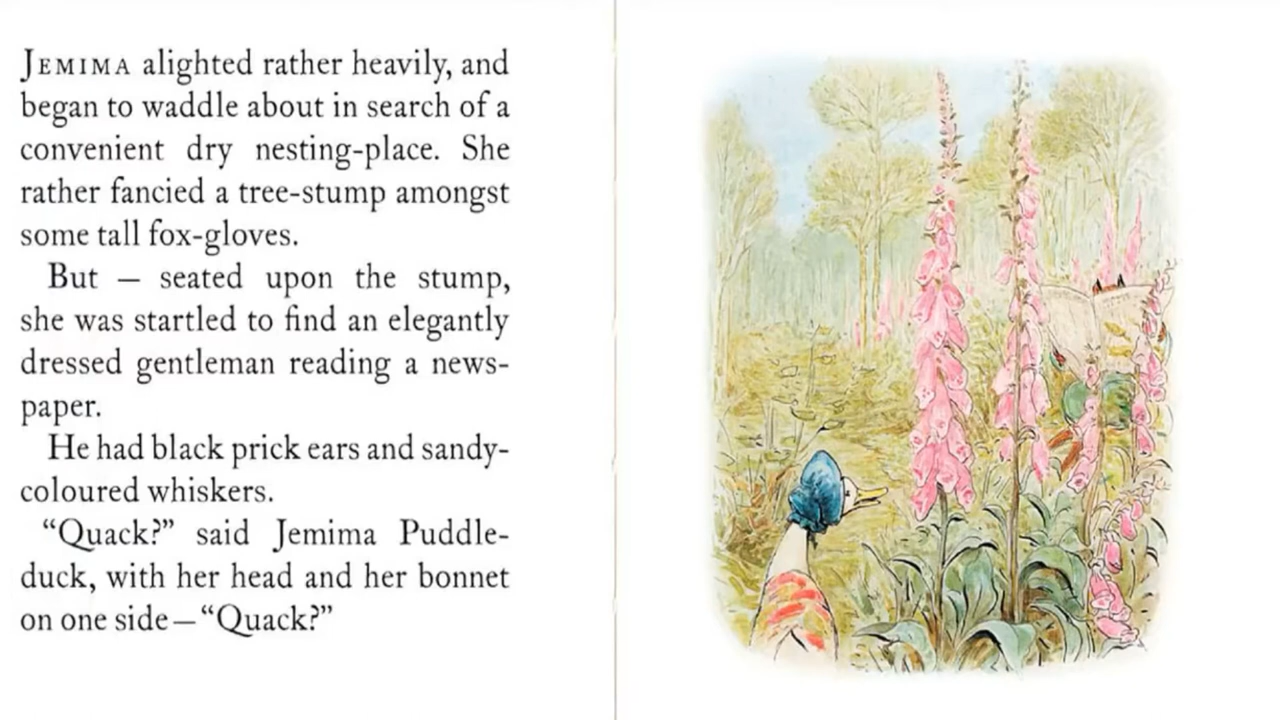 JEMIMA alighted rather heavily, and
began to waddle about in search of a
convenient dry nesting-place. She
rather fancied a tree-stump amongst
some tall fox-gloves.
But — seated upon the stump,
she was startled to find an elegantly
dressed gentleman reading a news-
paper.
He had black prick ears and sandy-
coloured whiskers.
“Quack?” said Jemima Puddle-
duck, with her head and her bonnet
on one side—“Quack?”